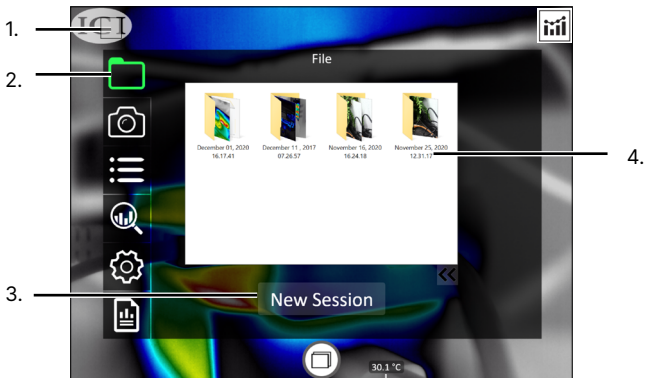 1.
ICI
2.
File
December 01, 2020
16.17.41
December 11 , 2017
07.26.57
November 16, 2020
16.24.18
November 25, 2020
12.31.17
4.
3.
New Session
30.1 °C